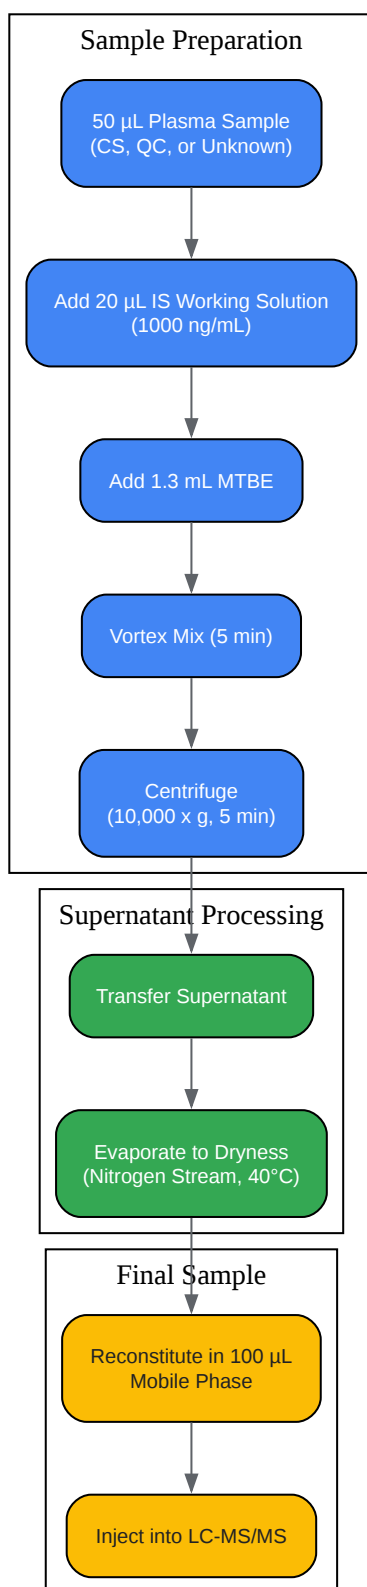 Sample Preparation
50 µL Plasma Sample
(CS, QC, or Unknown)
Add 20 µL IS Working Solution
(1000 ng/mL)
Add 1.3 mL MTBE
Vortex Mix (5 min)
Centrifuge
(10,000 x g, 5 min)
Supernatant Processing
Transfer Supernatant
Evaporate to Dryness
(Nitrogen Stream, 40°C)
Final Sample
Reconstitute in 100 µL
Mobile Phase
Inject into LC-MS/MS